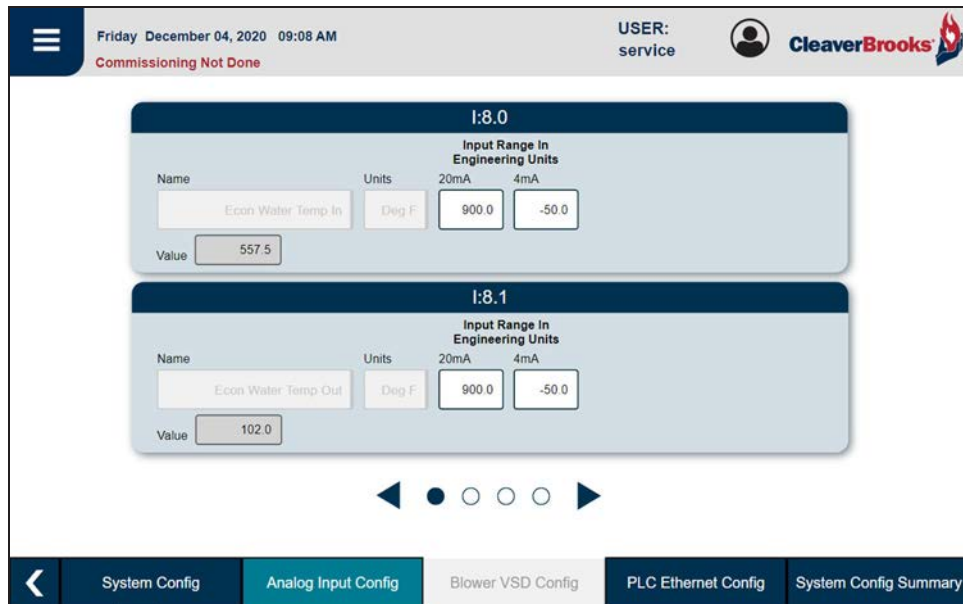 Friday December 04, 2020 09:08 AM
Commissioning Not Done
USER:
service
CleaverBrooks
I:8.0
Input Range In
Engineering Units
Name Units 20mA 4mA
Econ Water Temp In Deg F 900.0 -50.0
Value 557.5
I:8.1
Input Range In
Engineering Units
Name Units 20mA 4mA
Econ Water Temp Out Deg F 900.0 -50.0
Value 102.0
System Config Analog Input Config Blower VSD Config PLC Ethernet Config System Config Summary